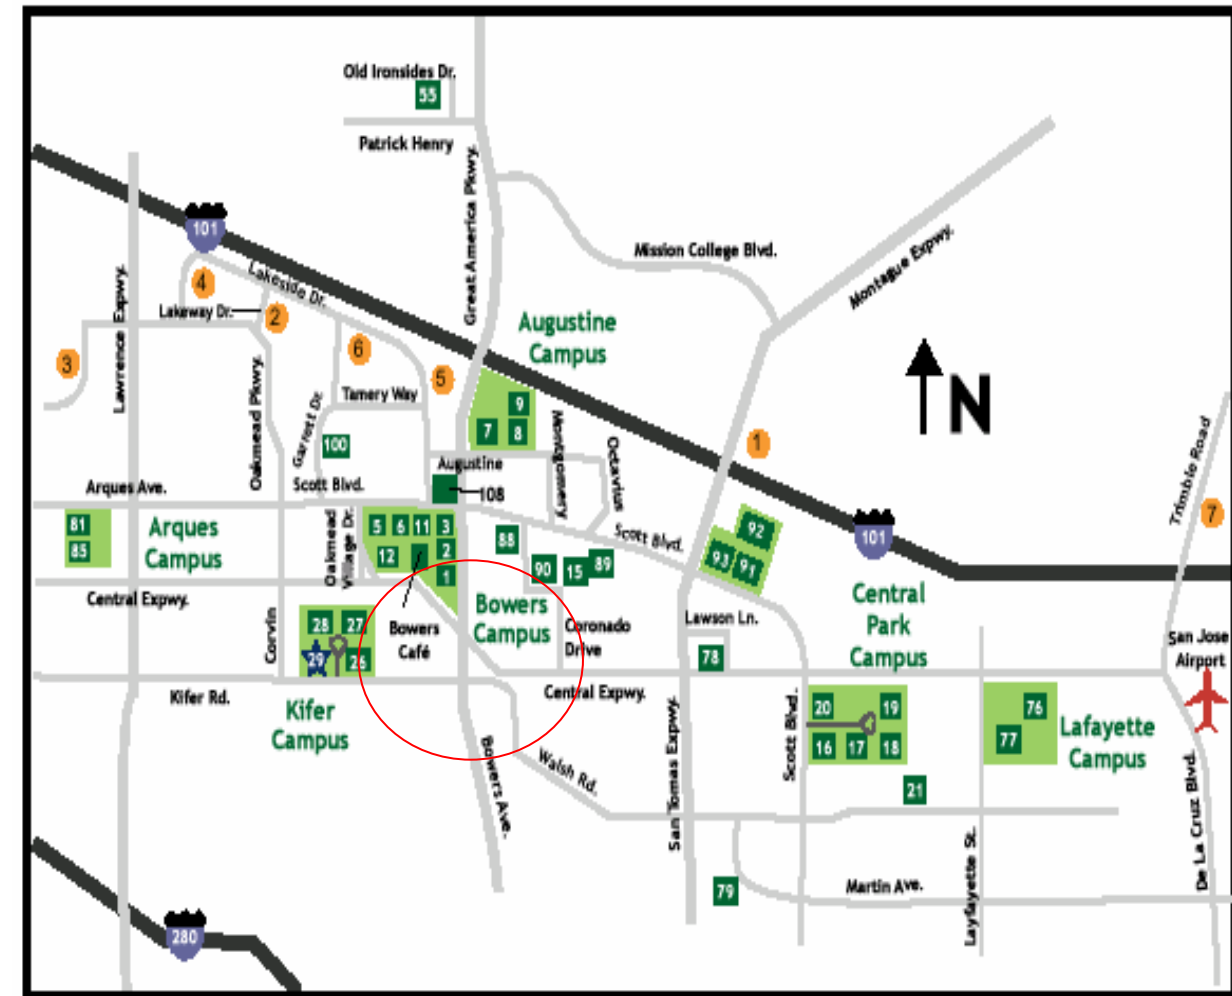 Old Ironsides Dr.
55
Patrick Henry
Great America Pkwy.
101
Mission College Blvd.
Montague Expwy.
4
Lakeside Dr.
Lakeway Dr.
2
Lawrence Expwy.
3
6
5
Augustine
Campus
N
Tamery Way
9
7
8
Oakmead Pkwy.
Garrett Dr.
100
Montgomery
Octavius
1
Trimble Road
7
Augustine
108
Scott Blvd.
Arques Ave.
81
85
Arques
Campus
Oakmead
Village Dr.
5
6
11
3
12
2
1
88
90
15
89
Scott Blvd.
92
93
91
101
Central Expwy.
Corvin
28
27
29
26
Bowers
Café
Bowers
Campus
Coronado
Drive
Lawson Ln.
78
Central
Park
Campus
San Jose
Airport
Kifer Rd.
Kifer
Campus
Central Expwy.
Bowers Ave.
Walsh Rd.
San Tomas Expwy.
Scott Blvd.
20
19
16
17
18
76
77
Lafayette
Campus
21
De La Cruz Blvd.
79
Martin Ave.
Layfayette St.
280